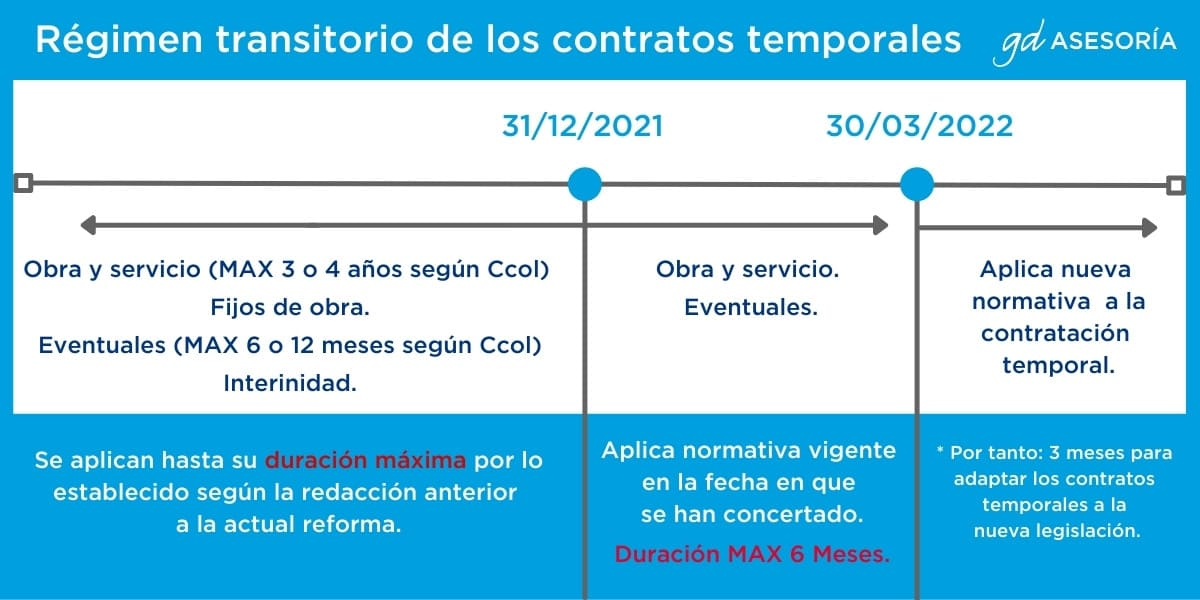 Régimen transitorio de los contratos temporales
gd ASESORÍA
31/12/2021
30/03/2022
Obra y servicio (MAX 3 o 4 años según Ccol)
Fijos de obra.
Eventuales (MAX 6 o 12 meses según Ccol)
Interinidad.
Obra y servicio.
Eventuales.
Aplica nueva
normativa a la
contratación
temporal.
Se aplican hasta su duración máxima por lo
establecido según la redacción anterior
a la actual reforma.
Aplica normativa vigente
en la fecha en que
se han concertado.
Duración MAX 6 Meses.
* Por tanto: 3 meses para
adaptar los contratos
temporales a la
nueva legislación.